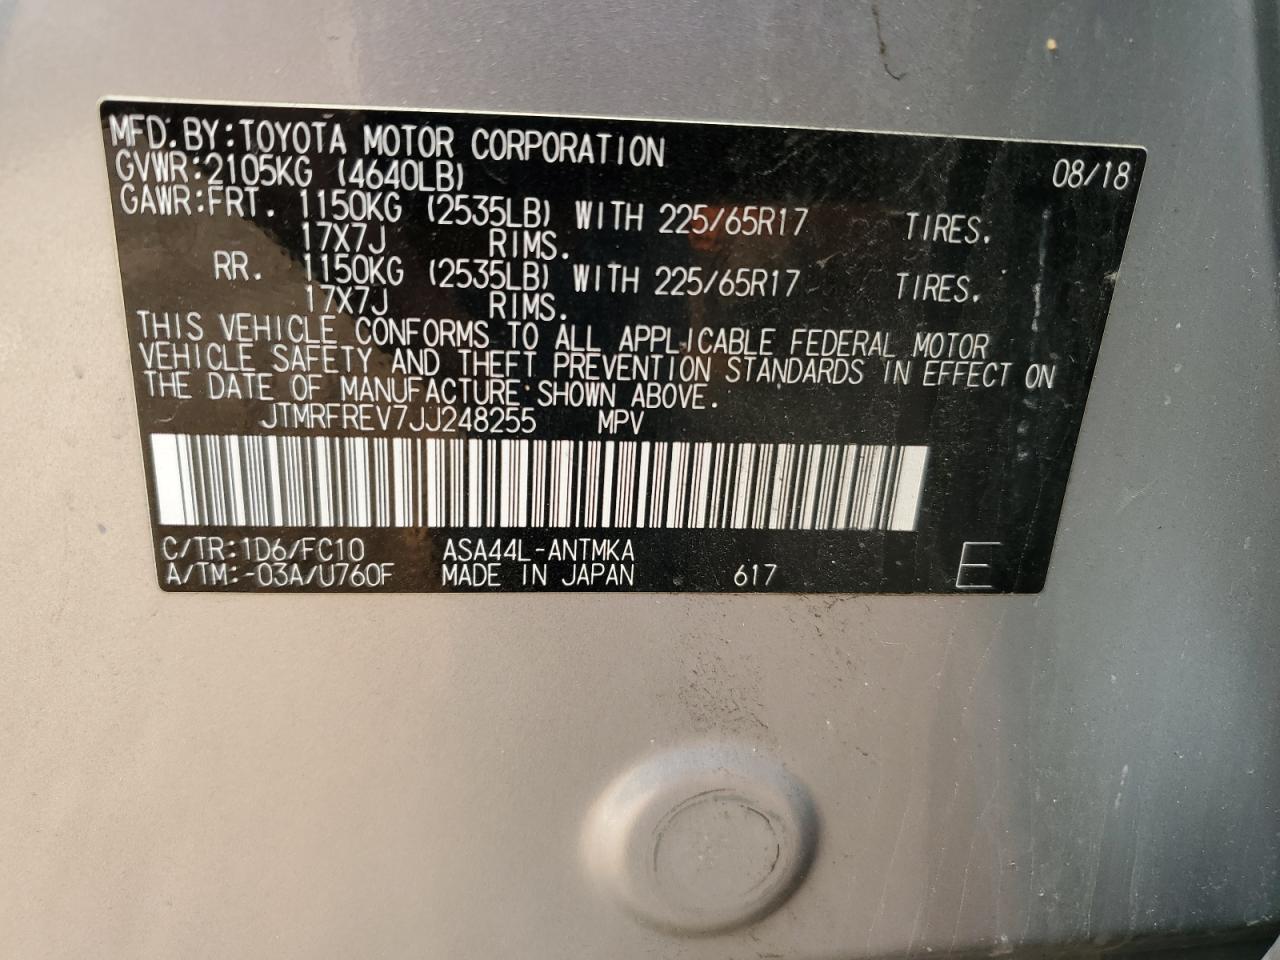 MFD. BY:TOYOTA MOTOR CORPORATION 08/18
GVWR:2105KG (4640LB)
GAWR:FRT. 1150KG (2535LB) WITH 225/65R17 TIRES.
17X7J RIMS.
RR. 1150KG (2535LB) WITH 225/65R17 TIRES.
17X7J RIMS.
THIS VEHICLE CONFORMS TO ALL APPLICABLE FEDERAL MOTOR
VEHICLE SAFETY AND THEFT PREVENTION STANDARDS IN EFFECT ON
THE DATE OF MANUFACTURE SHOWN ABOVE.
JTMRFREV7JJ248255 MPV
C/TR:1D6/FC10 ASA44L-ANTMKA
A/TM:-03A/U760F MADE IN JAPAN 617 E